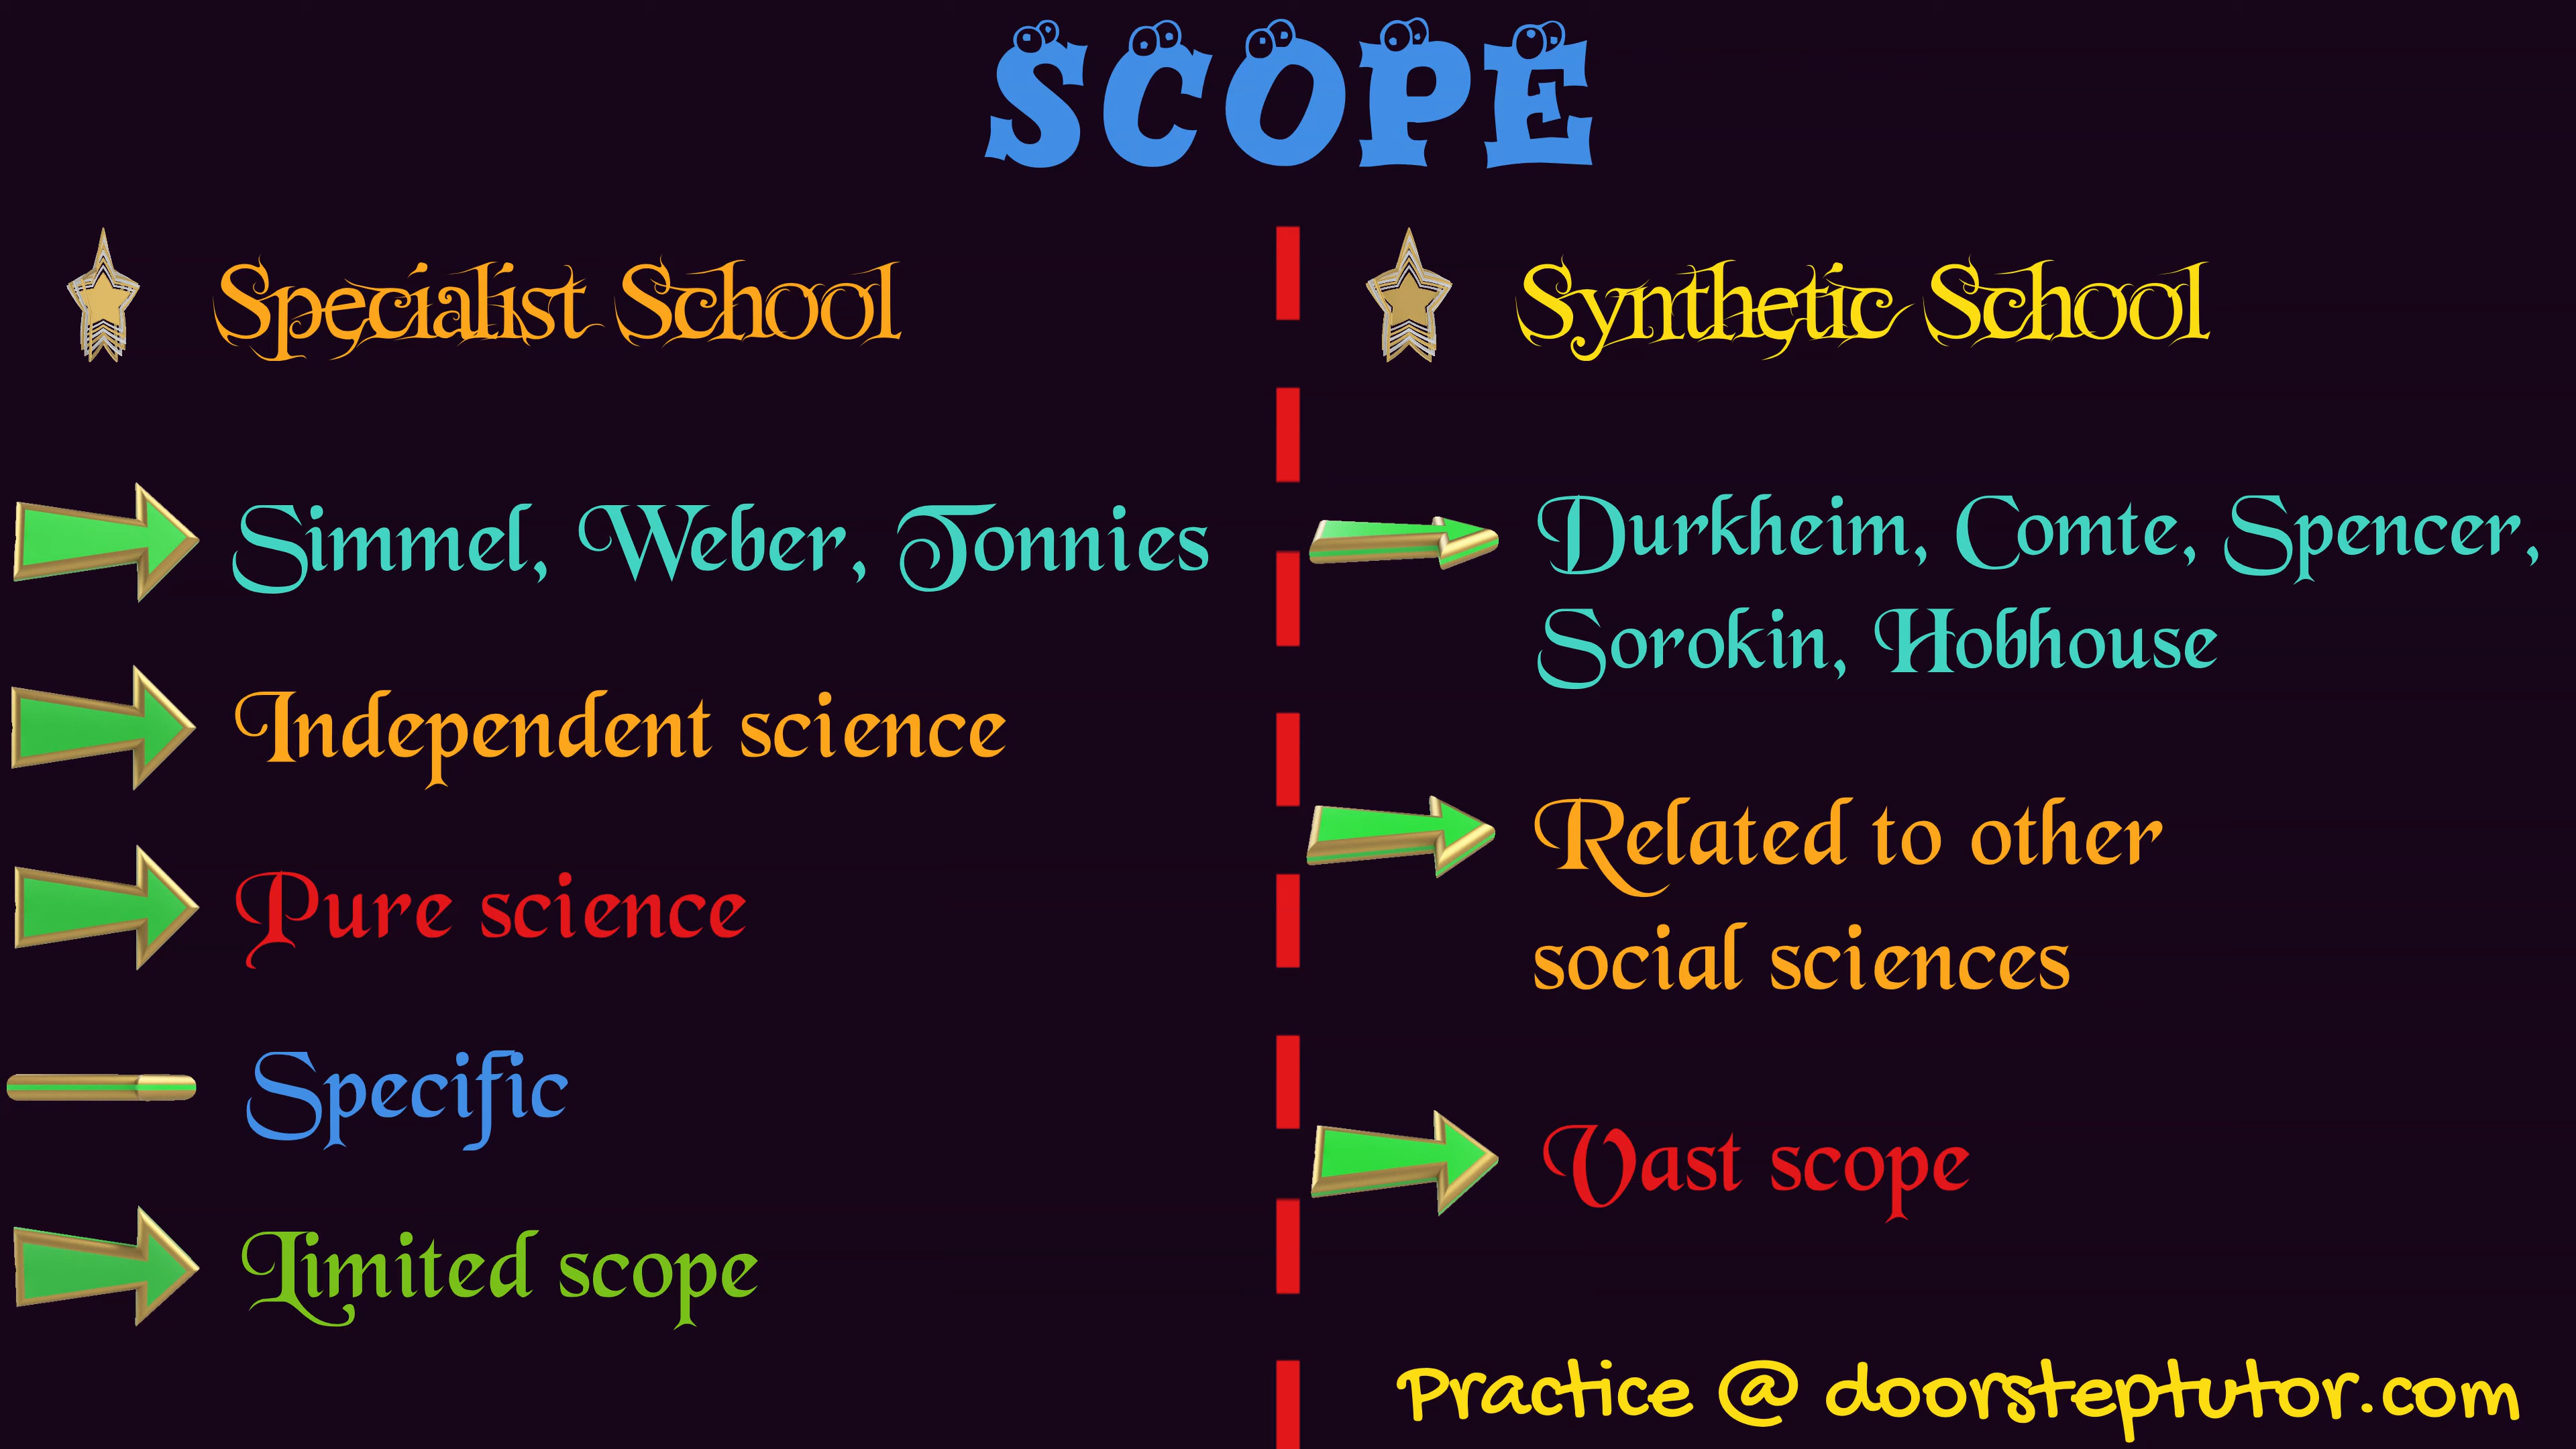 SCOPE
Specialist School
Simmel, Weber, Tonnies
Independent science
Pure science
Specific
Limited scope
Synthetic School
Durkheim, Comte, Spencer,
Sorokin, Hobhouse
Related to other
social sciences
Vast scope
Practice @ doorsteptutor.com